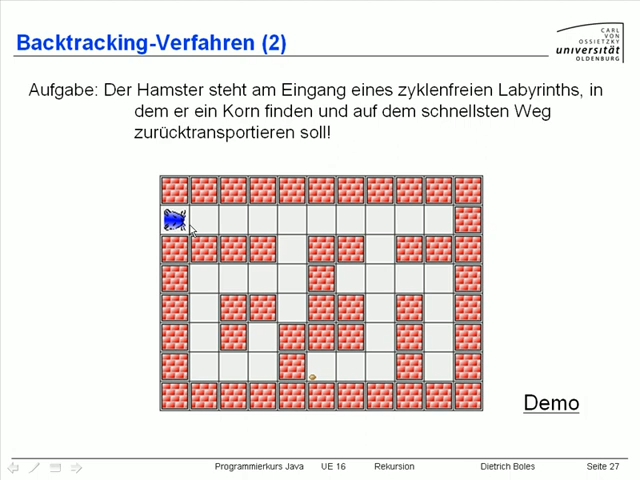 Backtracking-Verfahren (2)
CARL
VON
OSSIETZKY
universität
OLDENBURG
Aufgabe: Der Hamster steht am Eingang eines zyklenfreien Labyrinths, in
dem er ein Korn finden und auf dem schnellsten Weg
zurücktransportieren soll!
Demo
Programmierkurs Java UE 16 Rekursion Dietrich Boles Seite 27